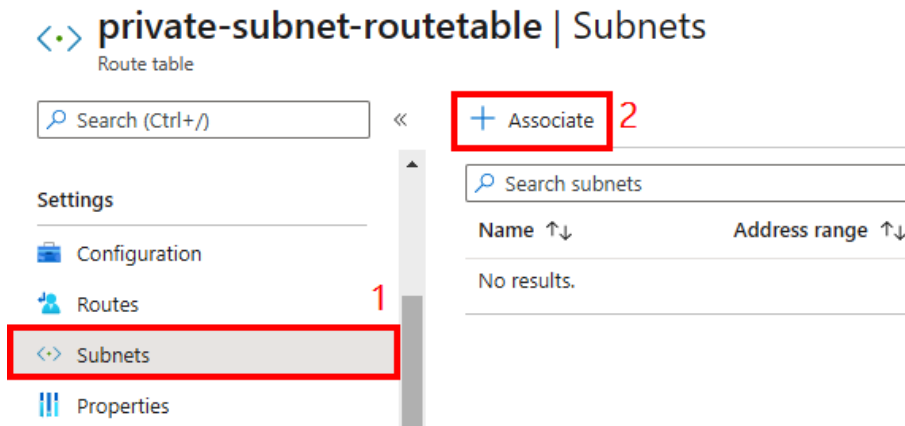 private-subnet-routetable | Subnets
Route table
Search (Ctrl+/)
«
+ Associate
2
Search subnets
Settings
Name ↑↓
Address range ↑↓
Configuration
No results.
Routes
1
Subnets
Properties